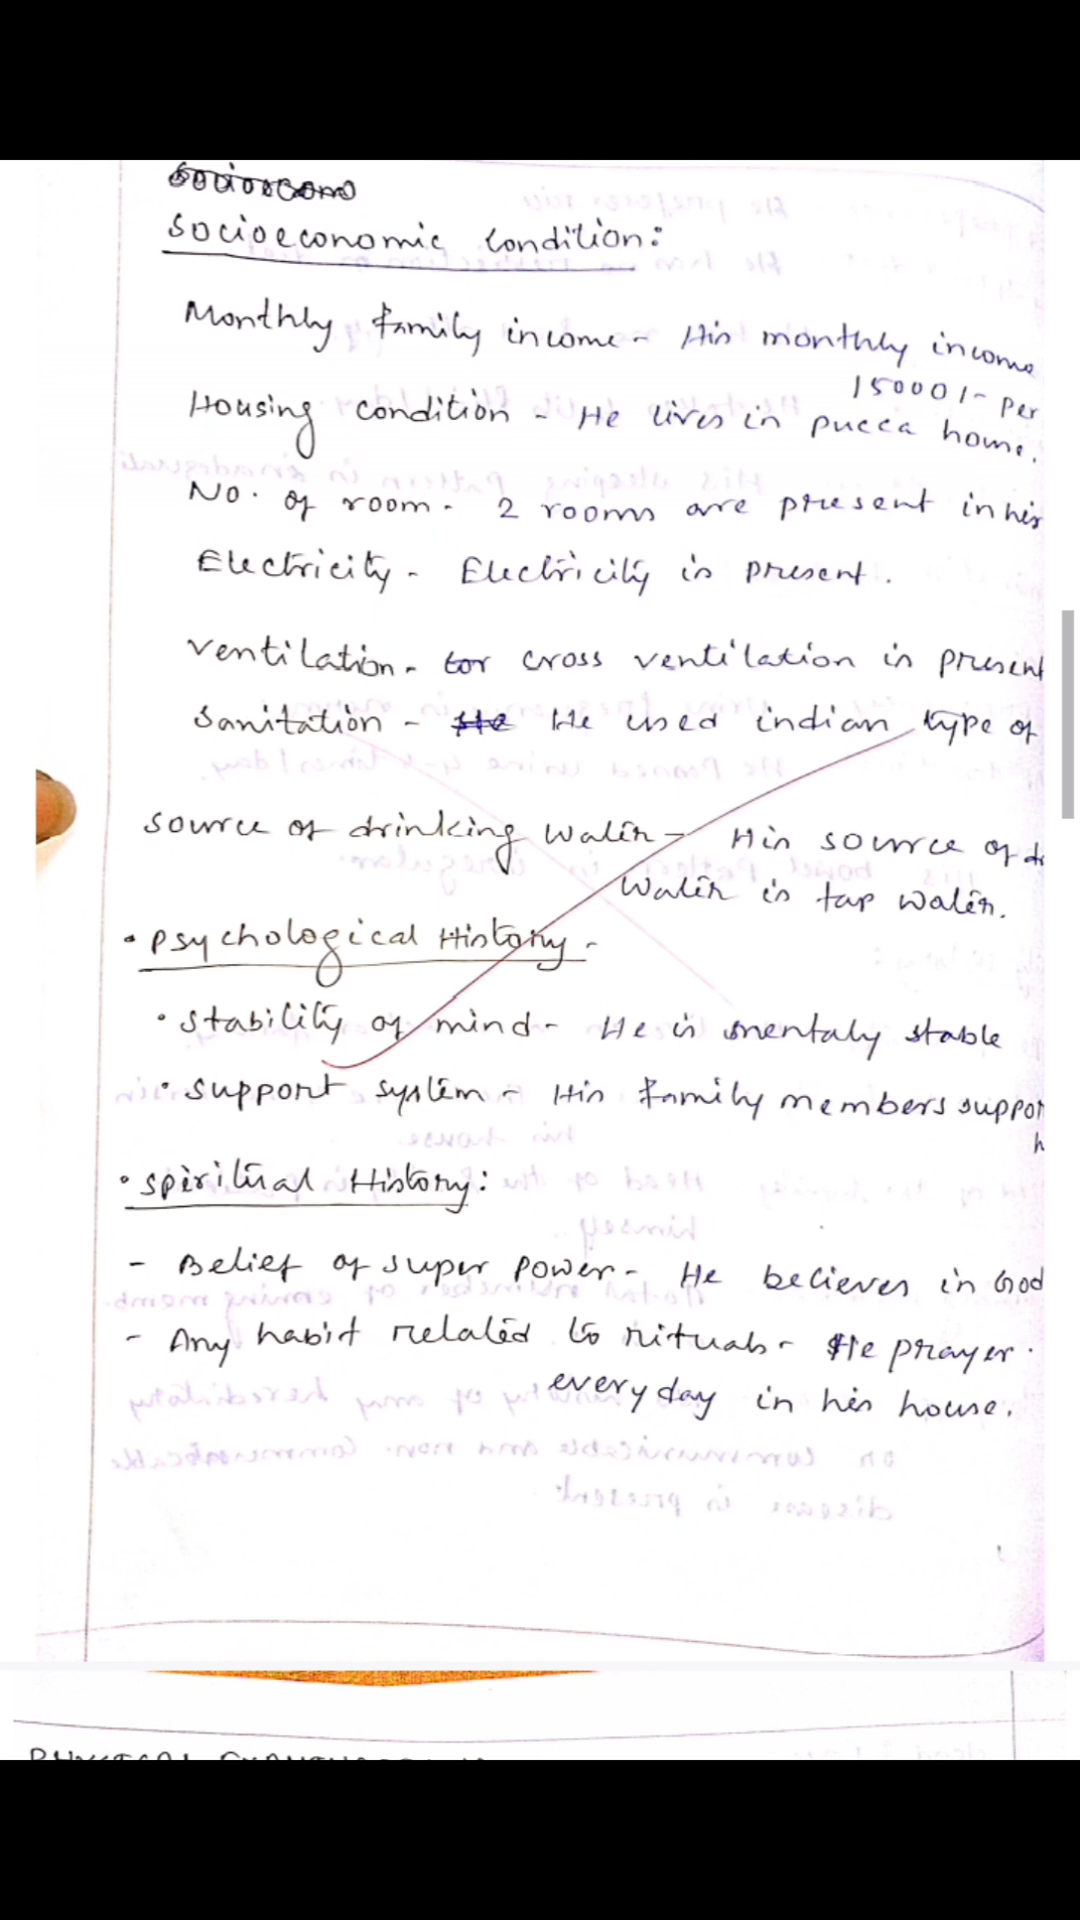 Socioeconomic condition:
Monthly family income - His monthly income
15000/- per
Housing condition - He lives in pucca home.
No. of room - 2 rooms are present in his
Electricity - Electricity is present.
Ventilation - cross ventilation is present
Sanitation - He used indian type of
Source of drinking water - His source of
water is tap water.
• Psychological History -
• Stability of mind - He is mentaly stable
• Support system - His family members suppor
• Spiritual History:
- Belief of super power - He believes in God
- Any habit related to rituals - He prayer
everyday in his house.